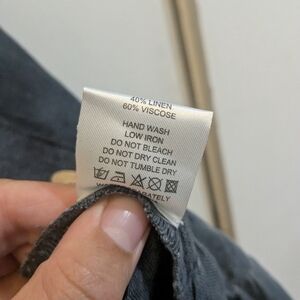 40% LINEN
60% VISCOSE
HAND WASH
LOW IRON
DO NOT BLEACH
DO NOT DRY CLEAN
DO NOT TUMBLE DRY